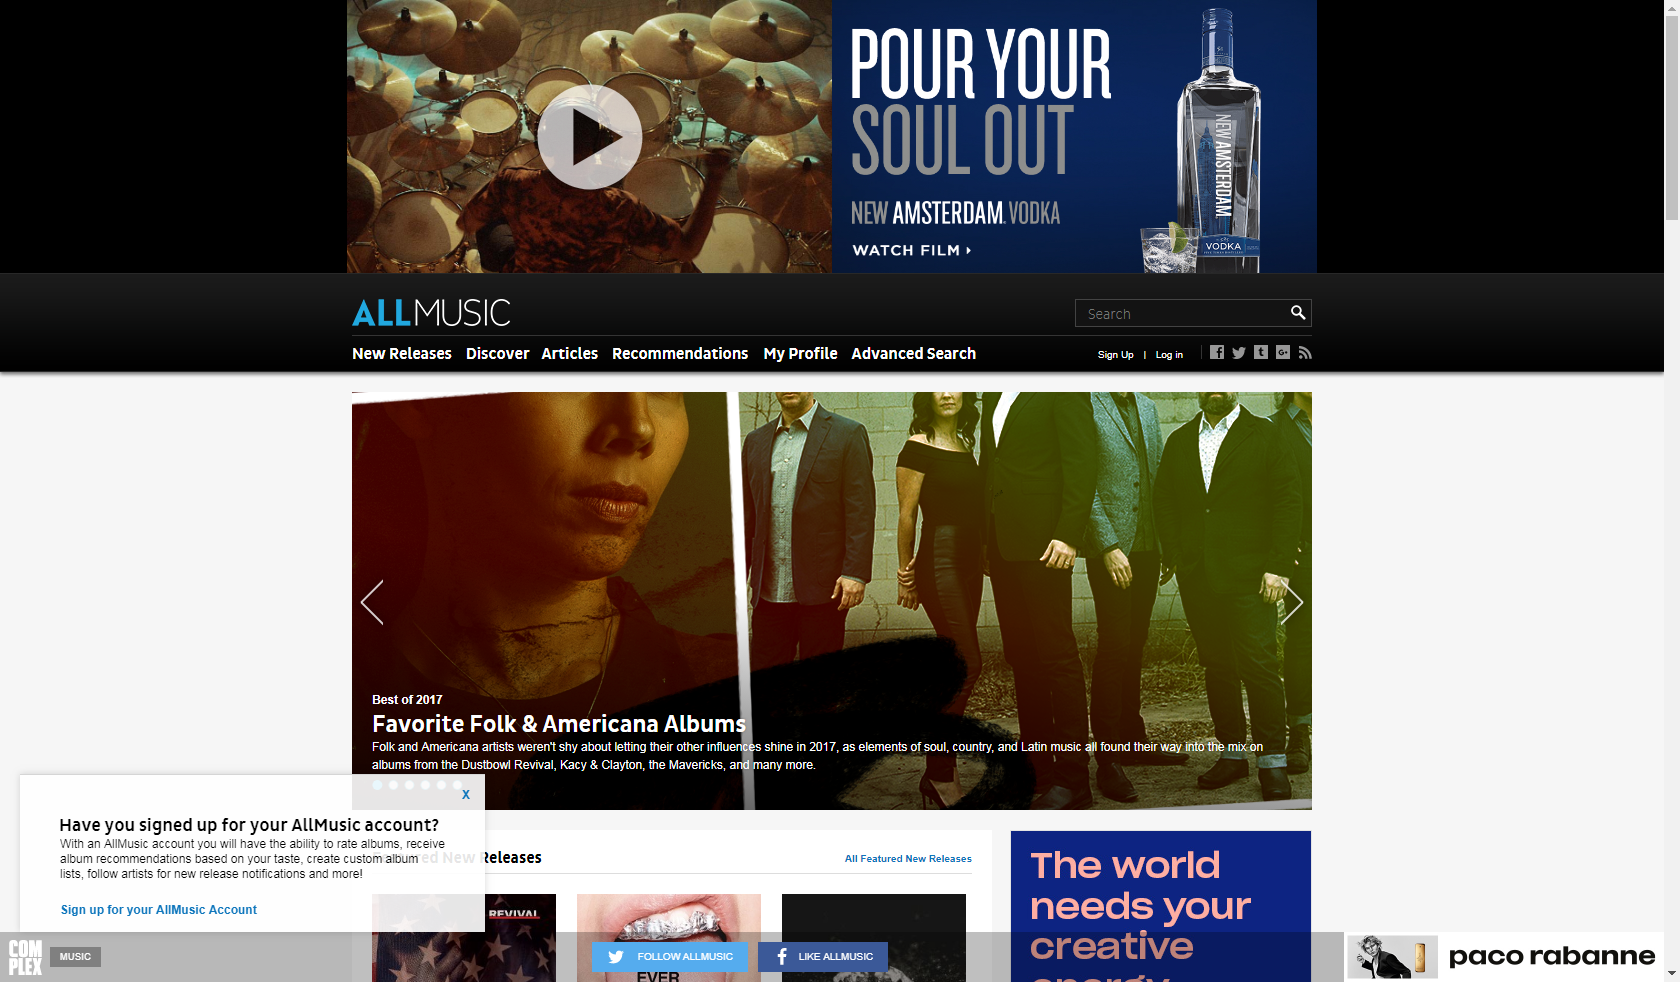 POUR YOUR
SOUL OUT
NEW AMSTERDAM VODKA
WATCH FILM
NEW AMSTERDAM
VODKA
ALLMUSIC
Search
New Releases Discover Articles Recommendations My Profile Advanced Search
Sign Up | Log in
Best of 2017
Favorite Folk & Americana Albums
Folk and Americana artists weren't shy about letting their other influences shine in 2017, as elements of soul, country, and Latin music all found their way into the mix on
albums from the Dustbowl Revival, Kacy & Clayton, the Mavericks, and many more.
X
Have you signed up for your AllMusic account?
With an AllMusic account you will have the ability to rate albums, receive
album recommendations based on your taste, create custom album
lists, follow artists for new release notifications and more!
Sign up for your AllMusic Account
Featured New Releases
All Featured New Releases
REVIVAL
EVER
The world
needs your
creative
energy
COMPLEX
MUSIC
FOLLOW ALLMUSIC
LIKE ALLMUSIC
paco rabanne